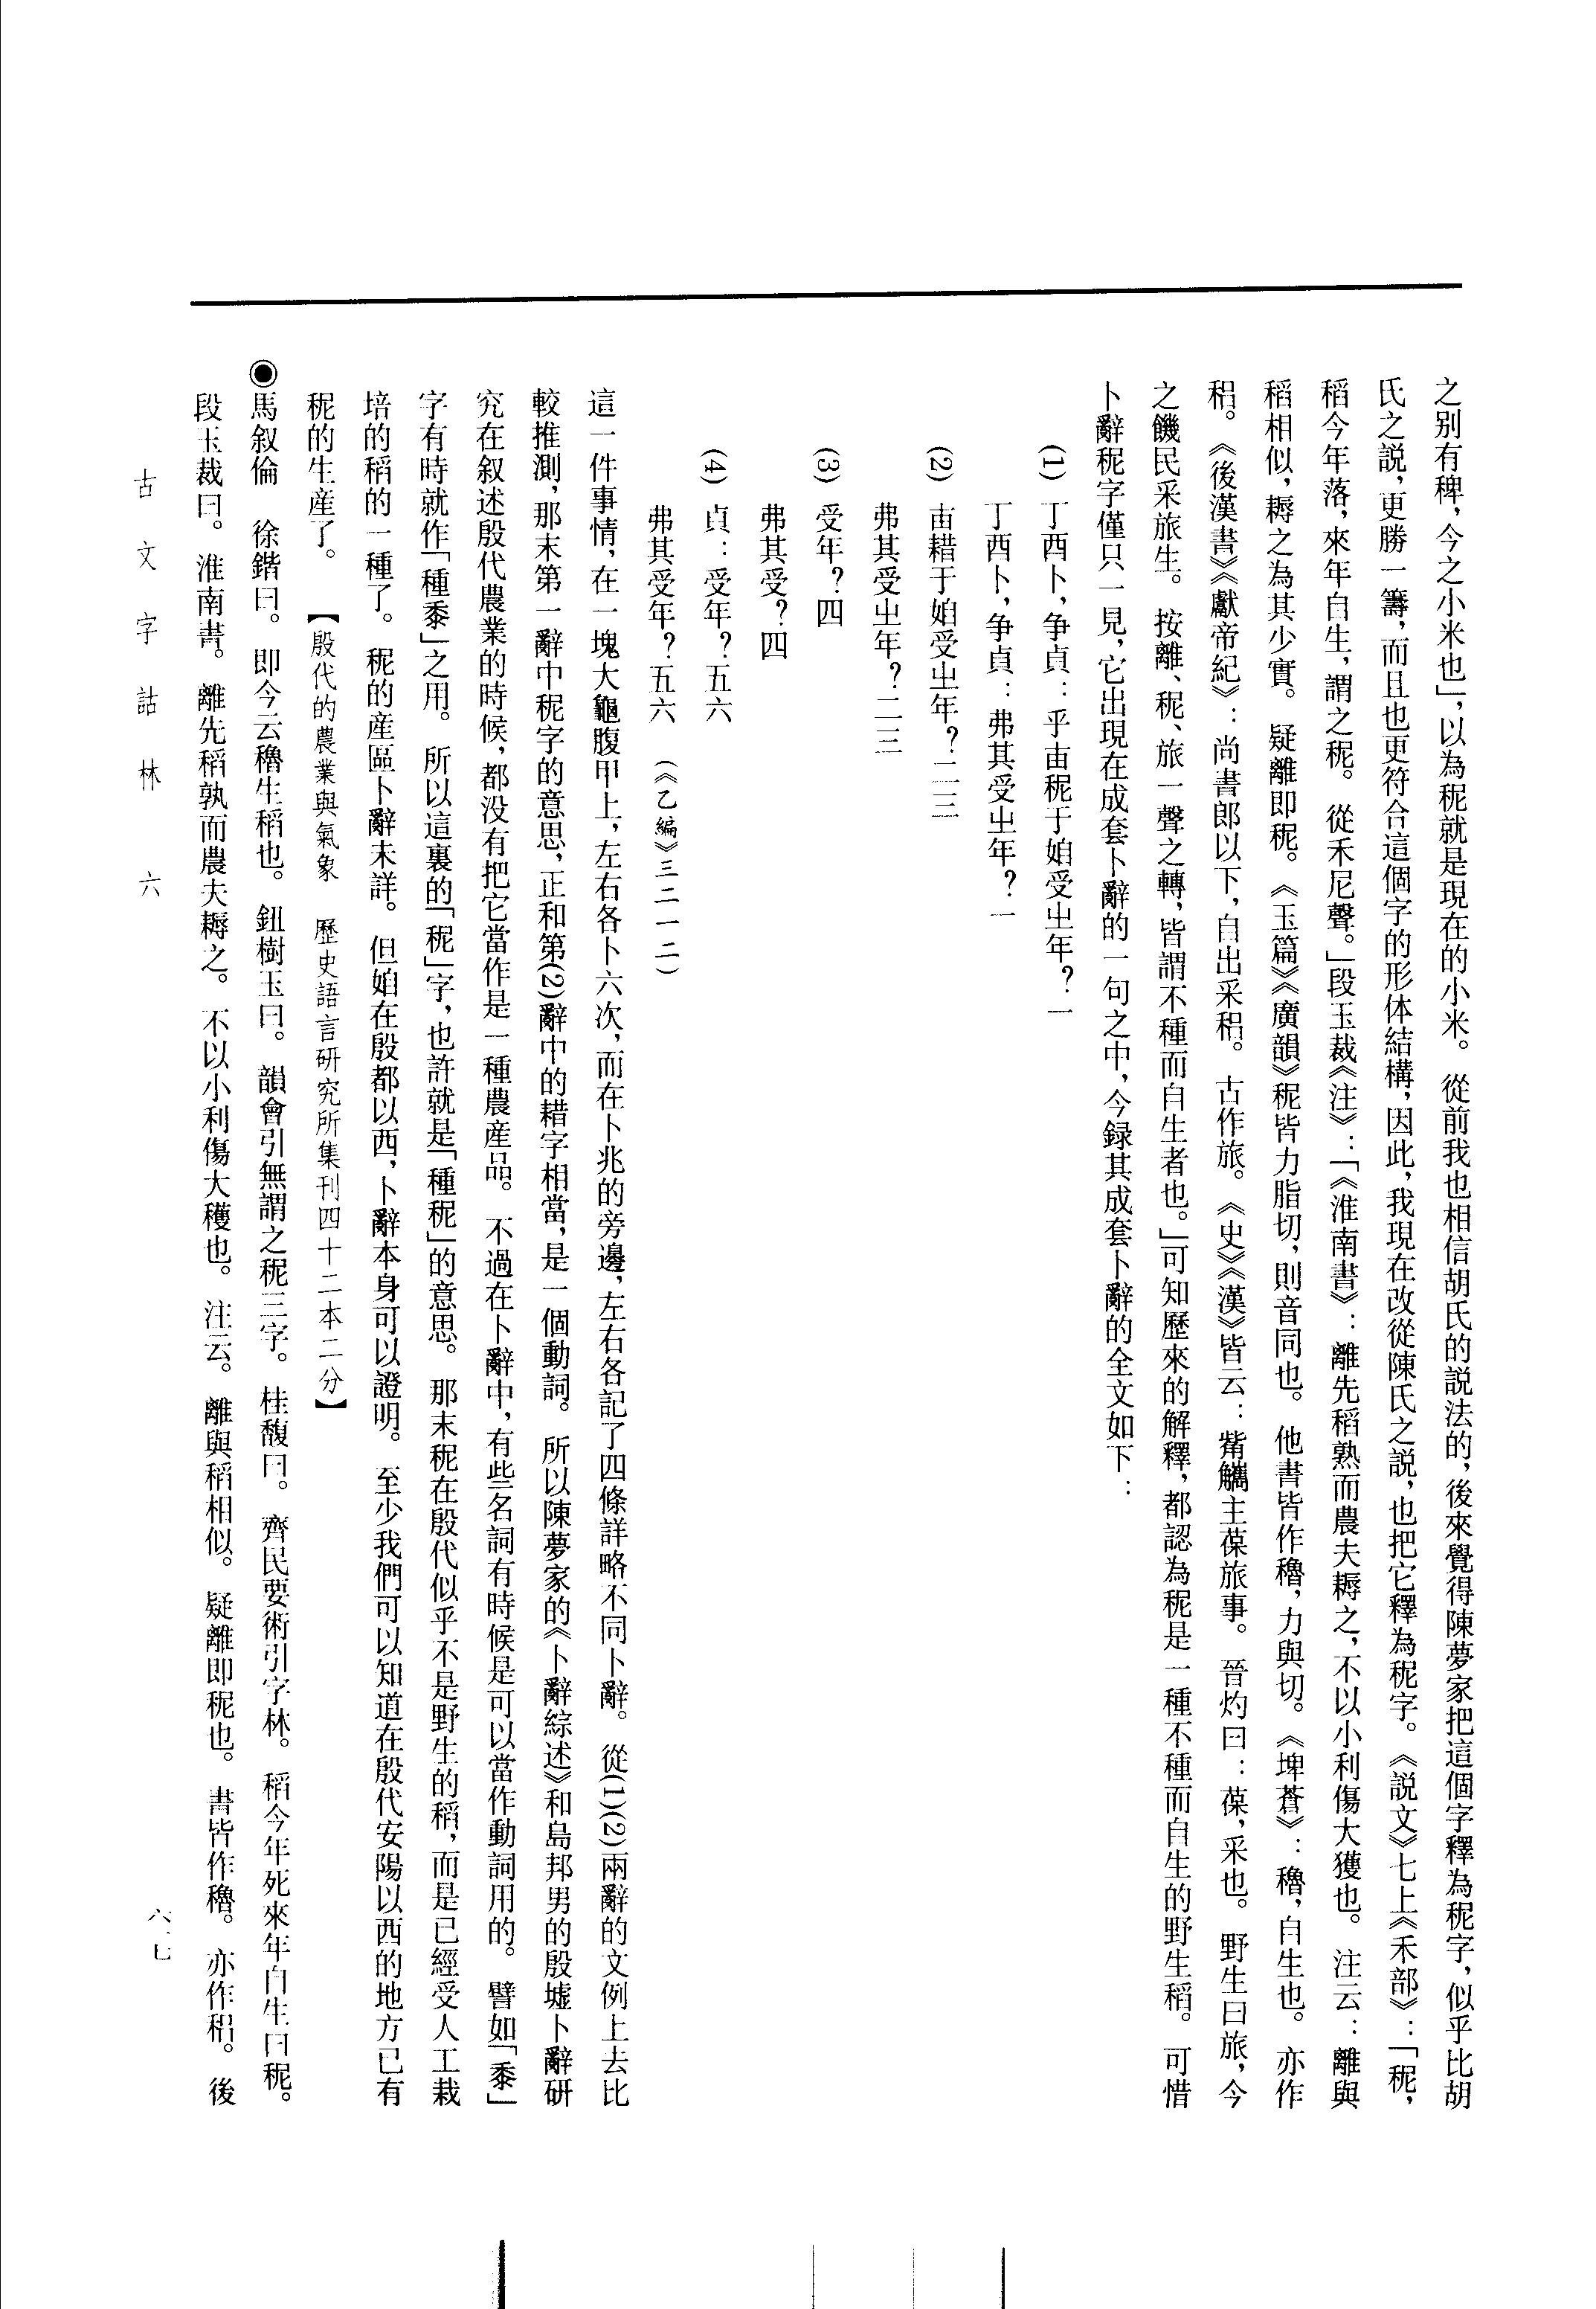 之別有稗，今之小米也」，以為秜就是現在的小米。從前我也相信胡氏的説法的，後來覺得陳夢家把這個字釋為秜字，似乎比胡
氏之説，更勝一籌，而且也更符合這個字的形体結構，因此，我現在改從陳氏之説，也把它釋為秜字。《説文》七上《禾部》：「秜，
稻今年落，來年自生，謂之秜。從禾尼聲。」段玉裁《注》：「《淮南書》：離先稻熟而農夫耨之，不以小利傷大獲也。注云：離與
稻相似，耨之為其少實。疑離即秜。《玉篇》《廣韻》秜皆力脂切，則音同也。他書皆作穭，力與切。《埤蒼》：穭，自生也。亦作
稆。《後漢書》《獻帝紀》：尚書郎以下，自出采稆。古作旅。《史》《漢》皆云：觜觿主葆旅事。晉灼曰：葆，采也。野生曰旅，今
之饑民采旅生。按離、秜、旅一聲之轉，皆謂不種而自生者也。」可知歷來的解釋，都認為秜是一種不種而自生的野生稻。可惜
卜辭秜字僅只一見，它出現在成套卜辭的一句之中，今録其成套卜辭的全文如下：
(1) 丁酉卜，争貞：乎甫秜于姐受㞢年？一
丁酉卜，争貞：弗其受㞢年？一
(2) 甫耤于姐受㞢年？二三
弗其受㞢年？二三
(3) 受年？四
弗其受？四
(4) 貞：受年？五六
弗其受年？五六　（《乙編》三二一二）
這一件事情，在一塊大龜腹甲上，左右各卜六次，而在卜兆的旁邊，左右各記了四條詳略不同卜辭。從(1)(2)兩辭的文例上去比
較推測，那末第一辭中秜字的意思，正和第(2)辭中的耤字相當，是一個動詞。所以陳夢家的《卜辭綜述》和島邦男的殷墟卜辭研
究在叙述殷代農業的時候，都没有把它當作是一種農産品。不過在卜辭中，有些名詞有時候是可以當作動詞用的。譬如「黍」
字有時就作「種黍」之用。所以這裏的「秜」字，也許就是「種秜」的意思。那末秜在殷代似乎不是野生的稻，而是已經受人工栽
培的稻的一種了。秜的産區卜辭未詳。但姐在殷都以西，卜辭本身可以證明。至少我們可以知道在殷代安陽以西的地方已有
秜的生産了。　【殷代的農業與氣象　歷史語言研究所集刊四十二本二分】
◉馬叙倫　徐鍇曰。即今云穭生稻也。鈕樹玉曰。韻會引無謂之秜三字。桂馥曰。齊民要術引字林。稻今年死來年自生曰秜。
段玉裁曰。淮南書。離先稻孰而農夫耨之。不以小利傷大穫也。注云。離與稻相似。疑離即秜也。書皆作穭。亦作稆。後
古文字詁林　六